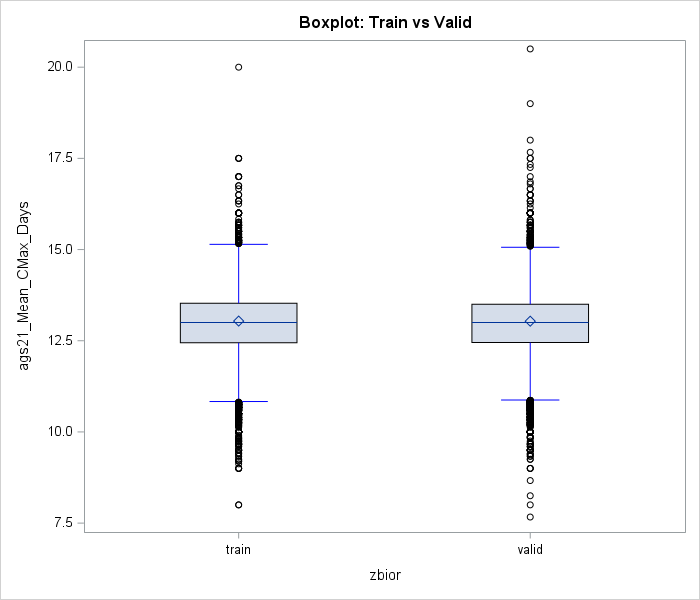 Boxplot: Train vs Valid
20.0
17.5
15.0
12.5
10.0
7.5
ags21_Mean_CMax_Days
train
valid
zbior